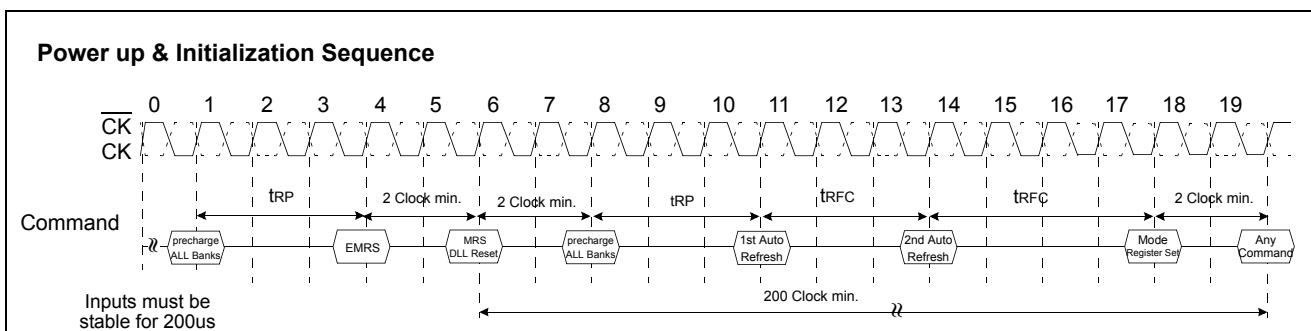 Power up & Initialization Sequence
0 1 2 3 4 5 6 7 8 9 10 11 12 13 14 15 16 17 18 19
CK
CK
tRP 2 Clock min. 2 Clock min. tRP tRFC tRFC 2 Clock min.
Command
precharge
ALL Banks
EMRS
MRS
DLL Reset
precharge
ALL Banks
1st Auto
Refresh
2nd Auto
Refresh
Mode
Register Set
Any
Command
200 Clock min.
Inputs must be
stable for 200us